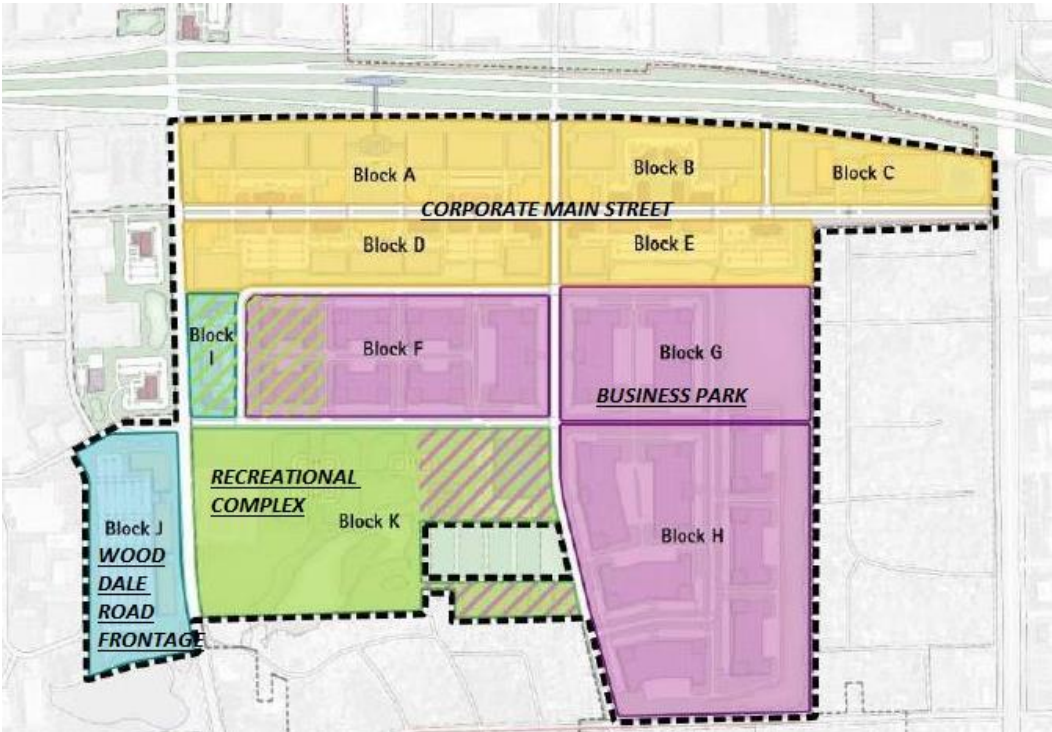 Block A
Block B
Block C
CORPORATE MAIN STREET
Block D
Block E
Block
I
Block F
Block G
BUSINESS PARK
RECREATIONAL
COMPLEX
Block K
Block J
WOOD
DALE
ROAD
FRONTAGE
Block H